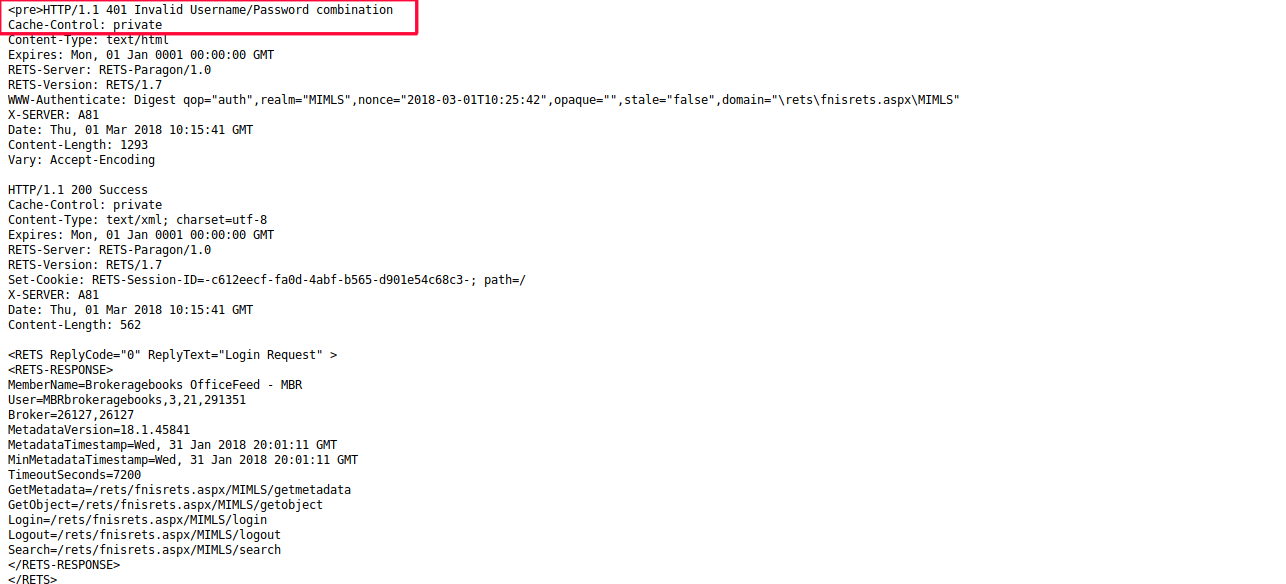 <pre>HTTP/1.1 401 Invalid Username/Password combination
Cache-Control: private
Content-Type: text/html
Expires: Mon, 01 Jan 0001 00:00:00 GMT
RETS-Server: RETS-Paragon/1.0
RETS-Version: RETS/1.7
WWW-Authenticate: Digest qop="auth",realm="MIMLS",nonce="2018-03-01T10:25:42",opaque="",stale="false",domain="\rets\fnisrets.aspx\MIMLS"
X-SERVER: A81
Date: Thu, 01 Mar 2018 10:15:41 GMT
Content-Length: 1293
Vary: Accept-Encoding

HTTP/1.1 200 Success
Cache-Control: private
Content-Type: text/xml; charset=utf-8
Expires: Mon, 01 Jan 0001 00:00:00 GMT
RETS-Server: RETS-Paragon/1.0
RETS-Version: RETS/1.7
Set-Cookie: RETS-Session-ID=-c612eecf-fa0d-4abf-b565-d901e54c68c3-; path=/
X-SERVER: A81
Date: Thu, 01 Mar 2018 10:15:41 GMT
Content-Length: 562

<RETS ReplyCode="0" ReplyText="Login Request" >
<RETS-RESPONSE>
MemberName=Brokeragebooks OfficeFeed - MBR
User=MBRbrokeragebooks,3,21,291351
Broker=26127,26127
MetadataVersion=18.1.45841
MetadataTimestamp=Wed, 31 Jan 2018 20:01:11 GMT
MinMetadataTimestamp=Wed, 31 Jan 2018 20:01:11 GMT
TimeoutSeconds=7200
GetMetadata=/rets/fnisrets.aspx/MIMLS/getmetadata
GetObject=/rets/fnisrets.aspx/MIMLS/getobject
Login=/rets/fnisrets.aspx/MIMLS/login
Logout=/rets/fnisrets.aspx/MIMLS/logout
Search=/rets/fnisrets.aspx/MIMLS/search
</RETS-RESPONSE>
</RETS>